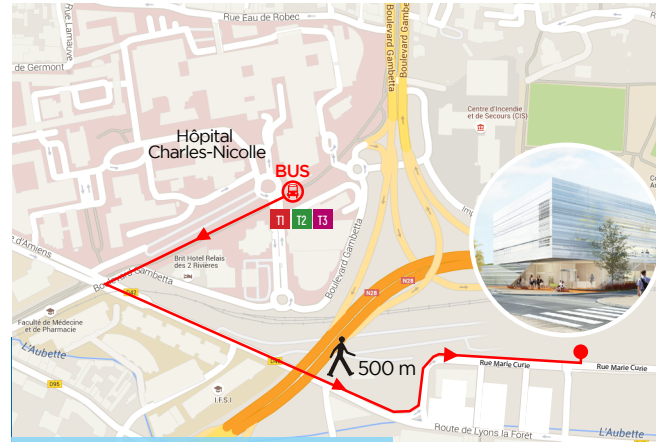 Rue Eau de Robec
Rue Lamauve
de Germont
Boulevard Gambetta
Boulevard Gambetta
Centre d'Incendie
et de Secours (CIS)
Hôpital
Charles-Nicolle
BUS
T1 T2 T3
Brit Hotel Relais
des 2 Rivières
e d'Amiens
Boulevard Gambetta
Boulevard Gambetta
D47
N28
N28
Faculté de Médecine
et de Pharmacie
L'Aubette
D95
I.F.S.I
500 m
Rue Marie Curie
Rue Marie Curie
Route de Lyons la Forêt
L'Aubette